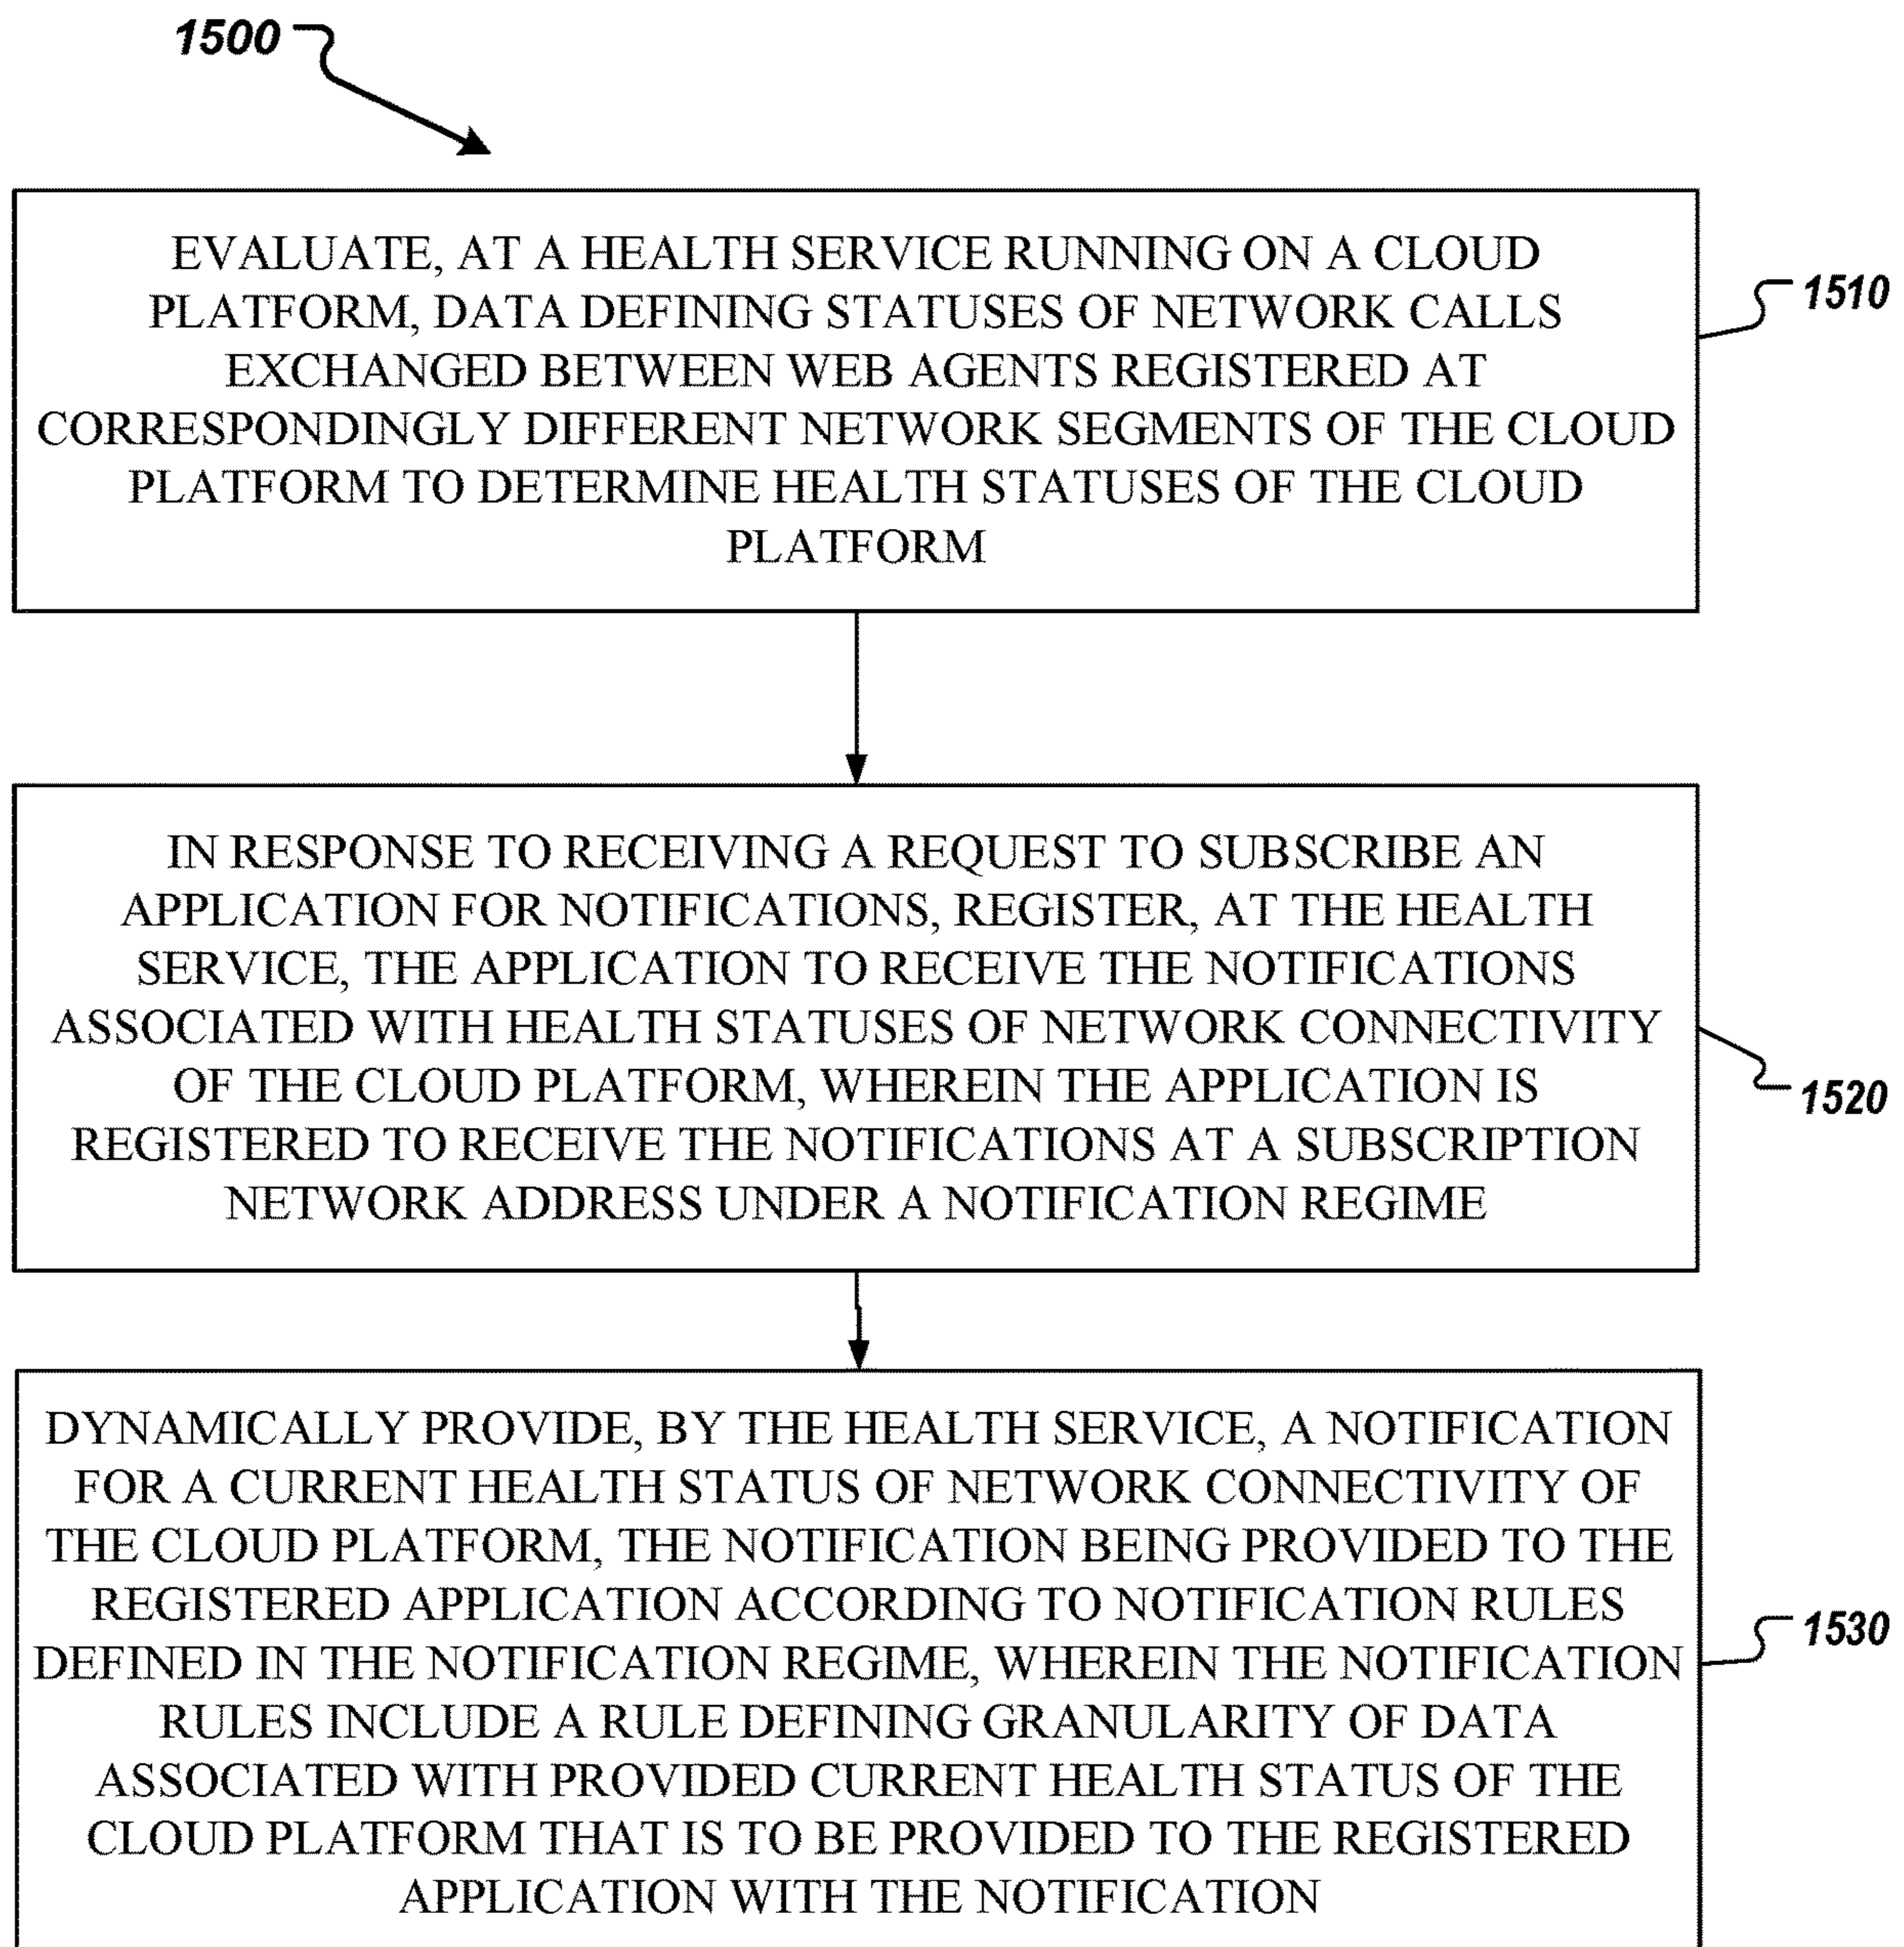 1500
EVALUATE, AT A HEALTH SERVICE RUNNING ON A CLOUD
PLATFORM, DATA DEFINING STATUSES OF NETWORK CALLS
EXCHANGED BETWEEN WEB AGENTS REGISTERED AT
CORRESPONDINGLY DIFFERENT NETWORK SEGMENTS OF THE CLOUD
PLATFORM TO DETERMINE HEALTH STATUSES OF THE CLOUD
PLATFORM
1510
IN RESPONSE TO RECEIVING A REQUEST TO SUBSCRIBE AN
APPLICATION FOR NOTIFICATIONS, REGISTER, AT THE HEALTH
SERVICE, THE APPLICATION TO RECEIVE THE NOTIFICATIONS
ASSOCIATED WITH HEALTH STATUSES OF NETWORK CONNECTIVITY
OF THE CLOUD PLATFORM, WHEREIN THE APPLICATION IS
REGISTERED TO RECEIVE THE NOTIFICATIONS AT A SUBSCRIPTION
NETWORK ADDRESS UNDER A NOTIFICATION REGIME
1520
DYNAMICALLY PROVIDE, BY THE HEALTH SERVICE, A NOTIFICATION
FOR A CURRENT HEALTH STATUS OF NETWORK CONNECTIVITY OF
THE CLOUD PLATFORM, THE NOTIFICATION BEING PROVIDED TO THE
REGISTERED APPLICATION ACCORDING TO NOTIFICATION RULES
DEFINED IN THE NOTIFICATION REGIME, WHEREIN THE NOTIFICATION
RULES INCLUDE A RULE DEFINING GRANULARITY OF DATA
ASSOCIATED WITH PROVIDED CURRENT HEALTH STATUS OF THE
CLOUD PLATFORM THAT IS TO BE PROVIDED TO THE REGISTERED
APPLICATION WITH THE NOTIFICATION
1530